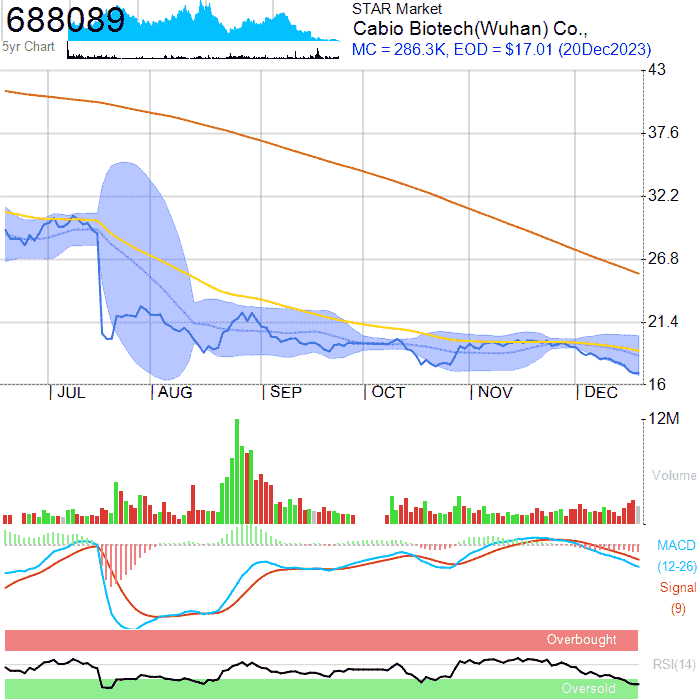 688089
5yr Chart
STAR Market
Cabio Biotech(Wuhan) Co.,
MC = 286.3K, EOD = $17.01 (20Dec2023)
43
37.6
32.2
26.8
21.4
16
JUL AUG SEP OCT NOV DEC
12M
Volume
MACD
(12-26)
Signal
(9)
Overbought
RSI(14)
Oversold